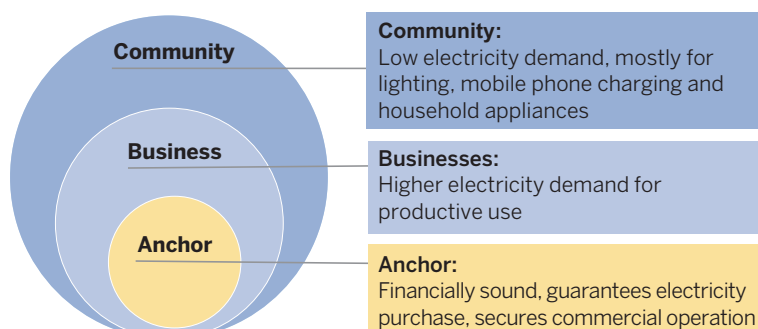 Community
Business
Anchor
Community:
Low electricity demand, mostly for
lighting, mobile phone charging and
household appliances
Businesses:
Higher electricity demand for
productive use
Anchor:
Financially sound, guarantees electricity
purchase, secures commercial operation